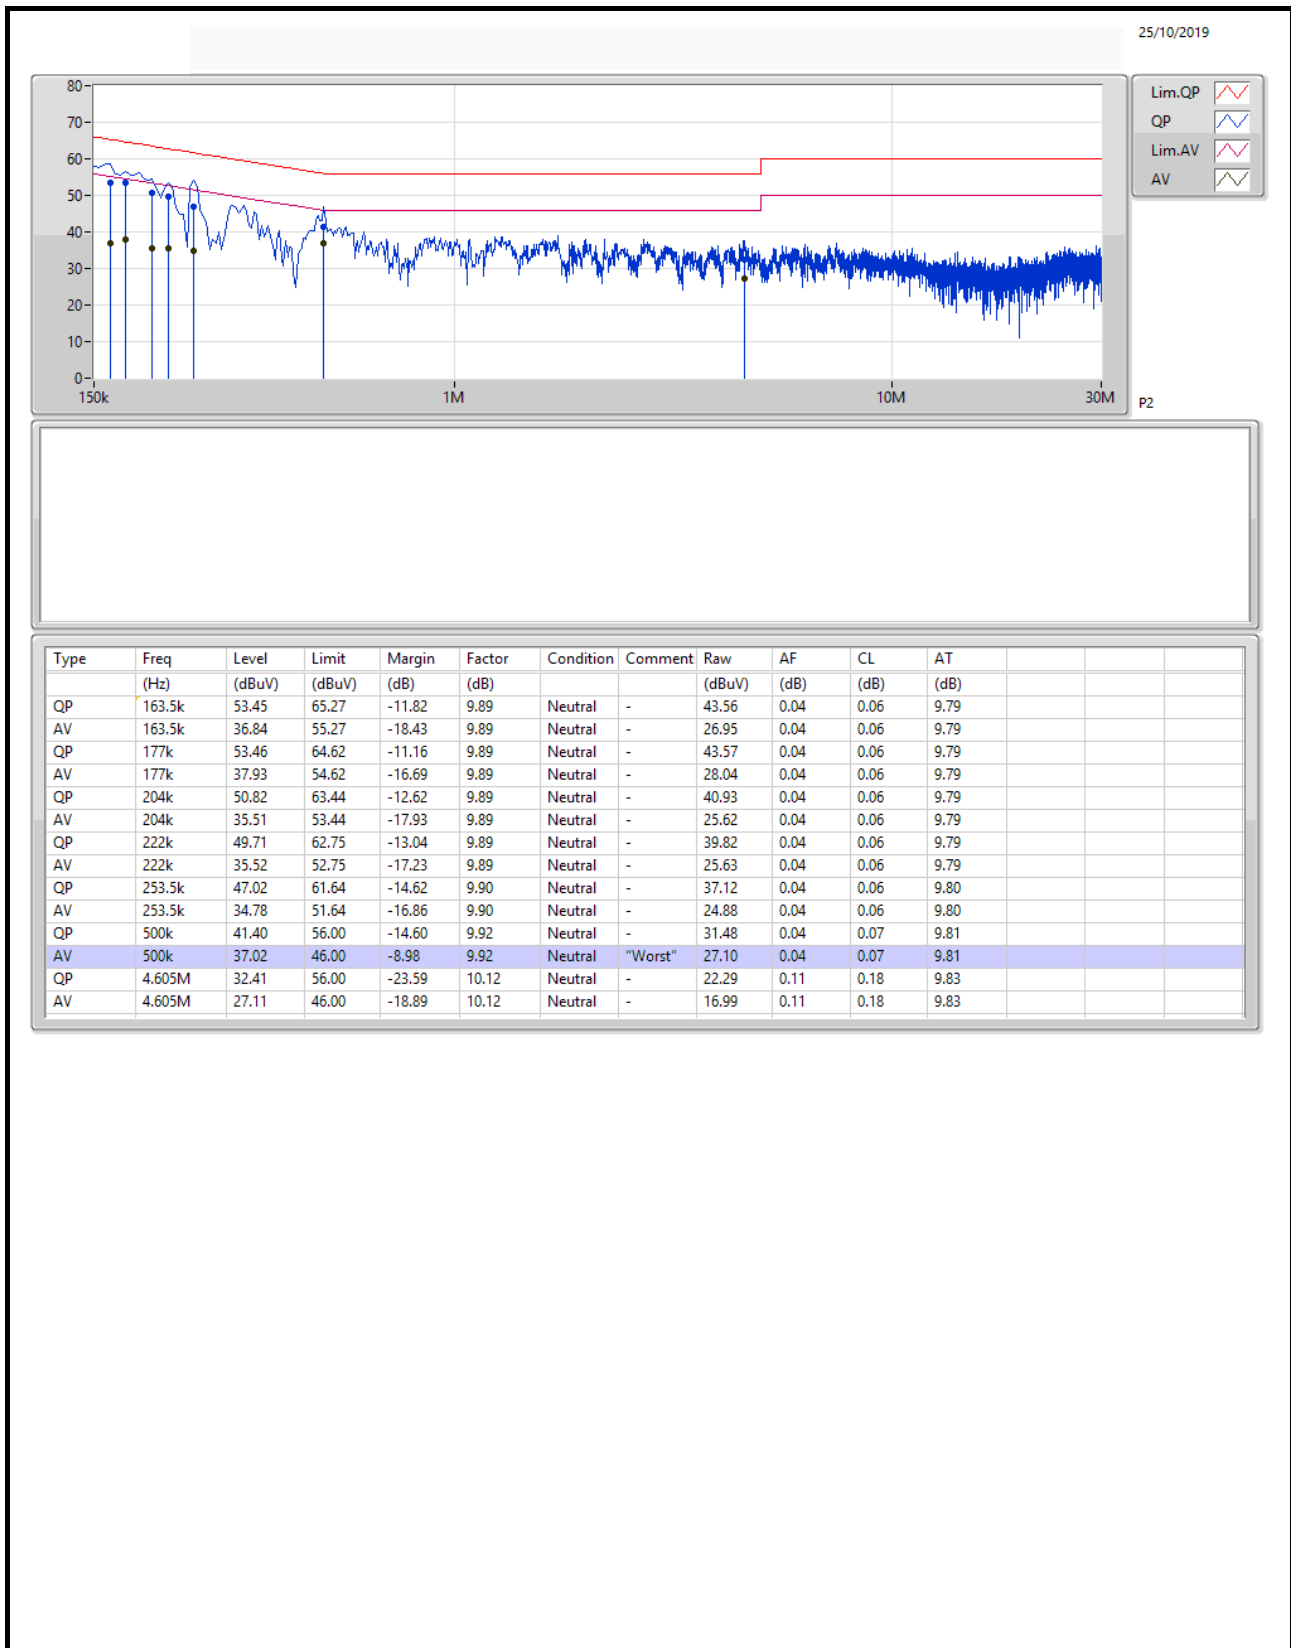 25/10/2019
80
70
60
50
40
30
20
10
0
150k 1M 10M 30M
Lim.QP
QP
Lim.AV
AV
P2
Type Freq Level Limit Margin Factor Condition Comment Raw AF CL AT
(Hz) (dBuV) (dBuV) (dB) (dB) (dBuV) (dB) (dB) (dB)
QP 163.5k 53.45 65.27 -11.82 9.89 Neutral - 43.56 0.04 0.06 9.79
AV 163.5k 36.84 55.27 -18.43 9.89 Neutral - 26.95 0.04 0.06 9.79
QP 177k 53.46 64.62 -11.16 9.89 Neutral - 43.57 0.04 0.06 9.79
AV 177k 37.93 54.62 -16.69 9.89 Neutral - 28.04 0.04 0.06 9.79
QP 204k 50.82 63.44 -12.62 9.89 Neutral - 40.93 0.04 0.06 9.79
AV 204k 35.51 53.44 -17.93 9.89 Neutral - 25.62 0.04 0.06 9.79
QP 222k 49.71 62.75 -13.04 9.89 Neutral - 39.82 0.04 0.06 9.79
AV 222k 35.52 52.75 -17.23 9.89 Neutral - 25.63 0.04 0.06 9.79
QP 253.5k 47.02 61.64 -14.62 9.90 Neutral - 37.12 0.04 0.06 9.80
AV 253.5k 34.78 51.64 -16.86 9.90 Neutral - 24.88 0.04 0.06 9.80
QP 500k 41.40 56.00 -14.60 9.92 Neutral - 31.48 0.04 0.07 9.81
AV 500k 37.02 46.00 -8.98 9.92 Neutral "Worst" 27.10 0.04 0.07 9.81
QP 4.605M 32.41 56.00 -23.59 10.12 Neutral - 22.29 0.11 0.18 9.83
AV 4.605M 27.11 46.00 -18.89 10.12 Neutral - 16.99 0.11 0.18 9.83